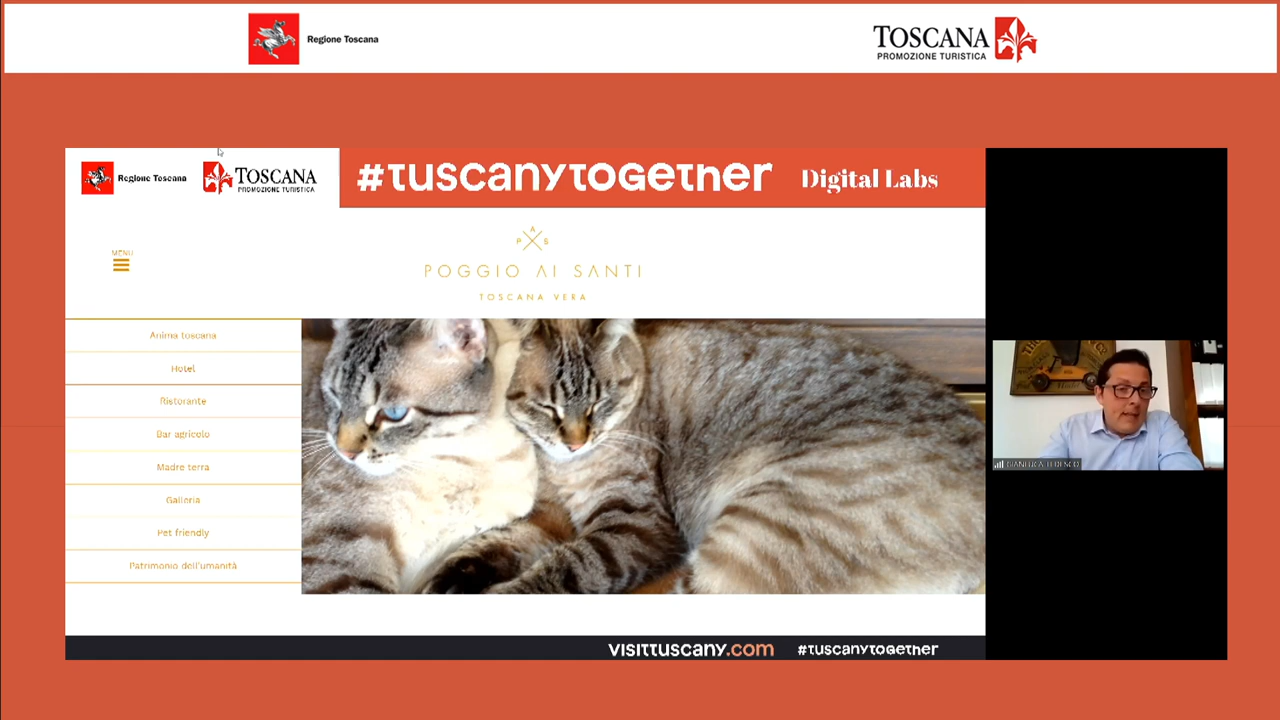 Regione Toscana
TOSCANA
PROMOZIONE TURISTICA
Regione Toscana
TOSCANA
PROMOZIONE TURISTICA
#TUSCANYTOGETHER
Digital Labs
MENU
P A S
POGGIO AI SANTI
TOSCANA VERA
Anima toscana
Hotel
Ristorante
Bar agricolo
Madre terra
Galleria
Pet friendly
Patrimonio dell'umanità
GIANLUCA TEDESCO
VISITTUSCANY.COM
#TUSCANYTOGETHER